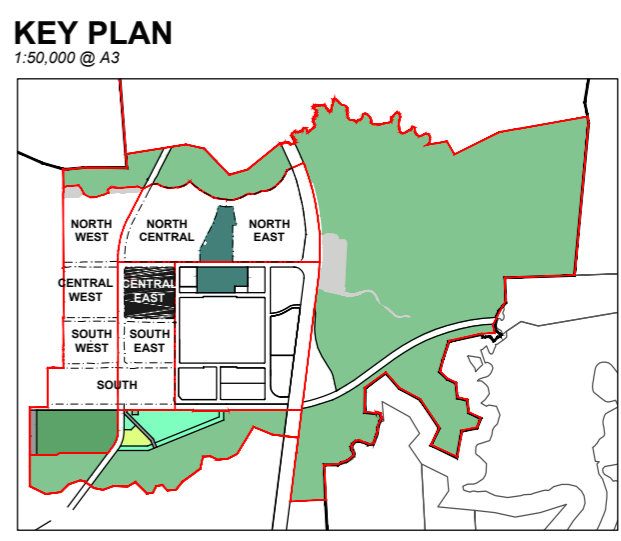 KEY PLAN
1:50,000 @ A3
NORTH
WEST
NORTH
CENTRAL
NORTH
EAST
CENTRAL
WEST
CENTRAL
EAST
SOUTH
WEST
SOUTH
EAST
SOUTH